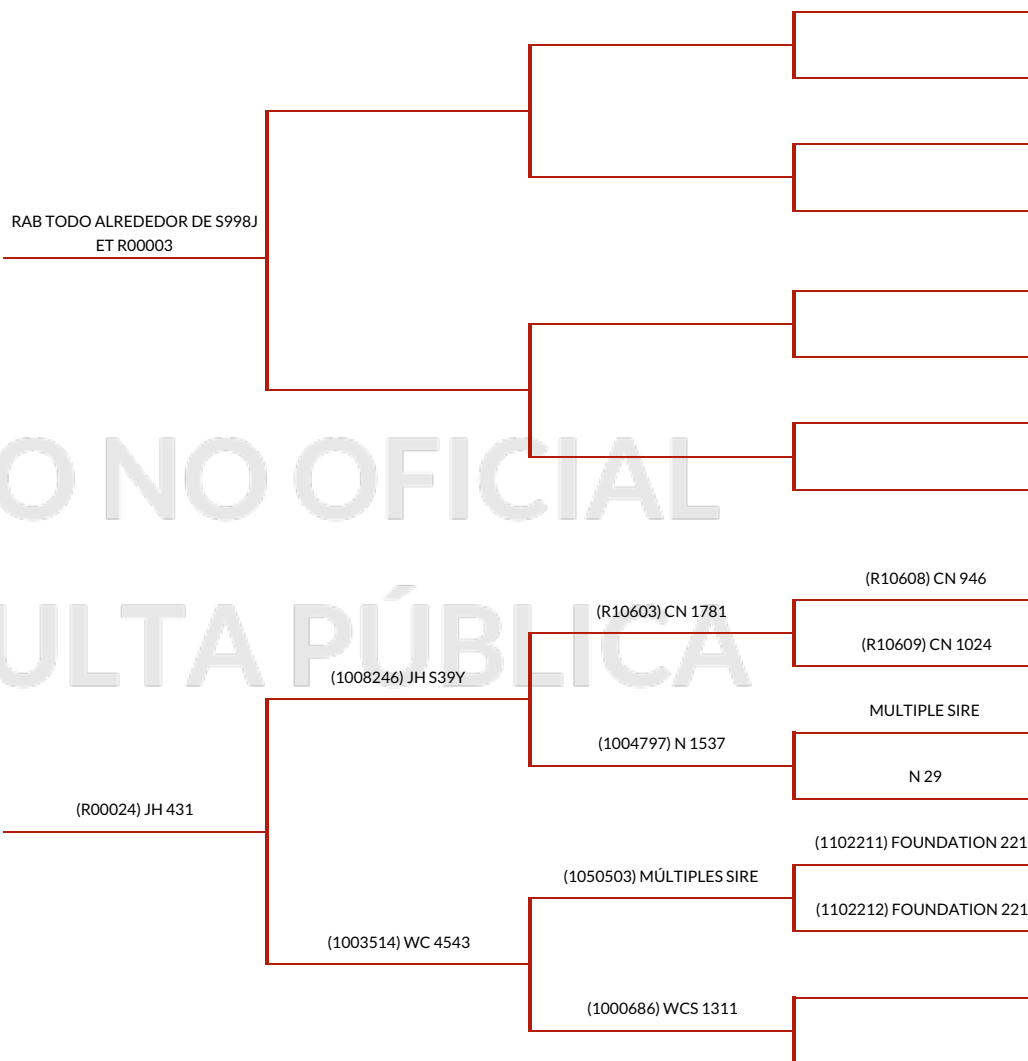 RAB TODO ALREDEDOR DE S998J
ET R00003
O NO OFICIAL
(R10608) CN 946
(R10603) CN 1781
(R10609) CN 1024
ULTA PÚBLICA
(1008246) JH S39Y
MULTIPLE SIRE
(1004797) N 1537
N 29
(R00024) JH 431
(1102211) FOUNDATION 221
(1050503) MÚLTIPLES SIRE
(1102212) FOUNDATION 221
(1003514) WC 4543
(1000686) WCS 1311